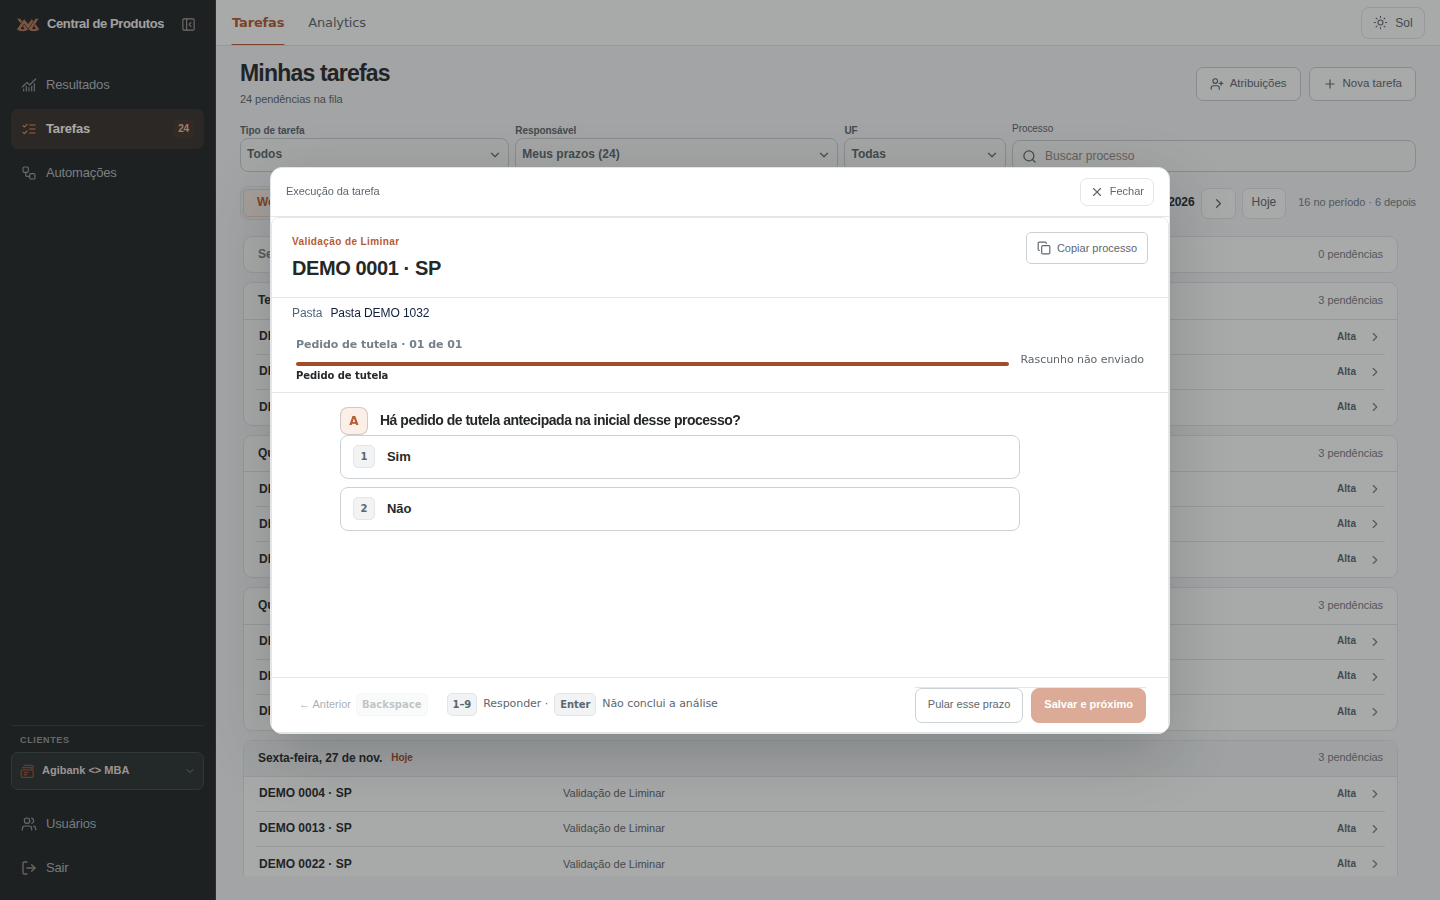 Central de Produtos
Resultados
Tarefas 24
Automações
CLIENTES
Agibank <> MBA
Usuários
Sair
Tarefas Analytics
Sol
Minhas tarefas
24 pendências na fila
Atribuições
Nova tarefa
Tipo de tarefa
Todos
Responsável
Meus prazos (24)
UF
Todas
Processo
Buscar processo
2026
Hoje
16 no período · 6 depois
0 pendências
3 pendências
Alta
Alta
Alta
3 pendências
Alta
Alta
Alta
3 pendências
Alta
Alta
Alta
Execução da tarefa
Fechar
Validação de Liminar
DEMO 0001 · SP
Copiar processo
Pasta Pasta DEMO 1032
Pedido de tutela · 01 de 01
Rascunho não enviado
Pedido de tutela
A Há pedido de tutela antecipada na inicial desse processo?
1 Sim
2 Não
← Anterior Backspace 1–9 Responder · Enter Não conclui a análise
Pular esse prazo
Salvar e próximo
Sexta-feira, 27 de nov. Hoje 3 pendências
DEMO 0004 · SP Validação de Liminar Alta
DEMO 0013 · SP Validação de Liminar Alta
DEMO 0022 · SP Validação de Liminar Alta